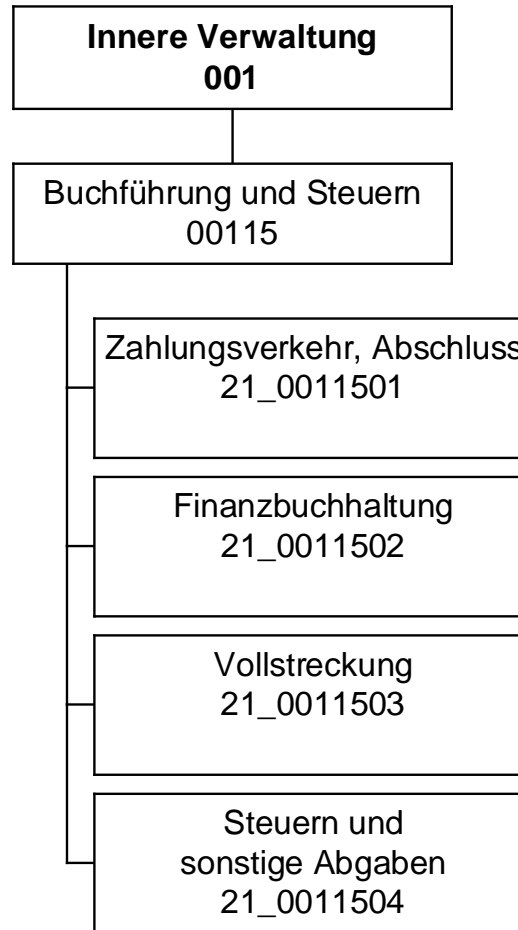 Innere Verwaltung
001
Buchführung und Steuern
00115
Zahlungsverkehr, Abschluss
21_0011501
Finanzbuchhaltung
21_0011502
Vollstreckung
21_0011503
Steuern und
sonstige Abgaben
21_0011504